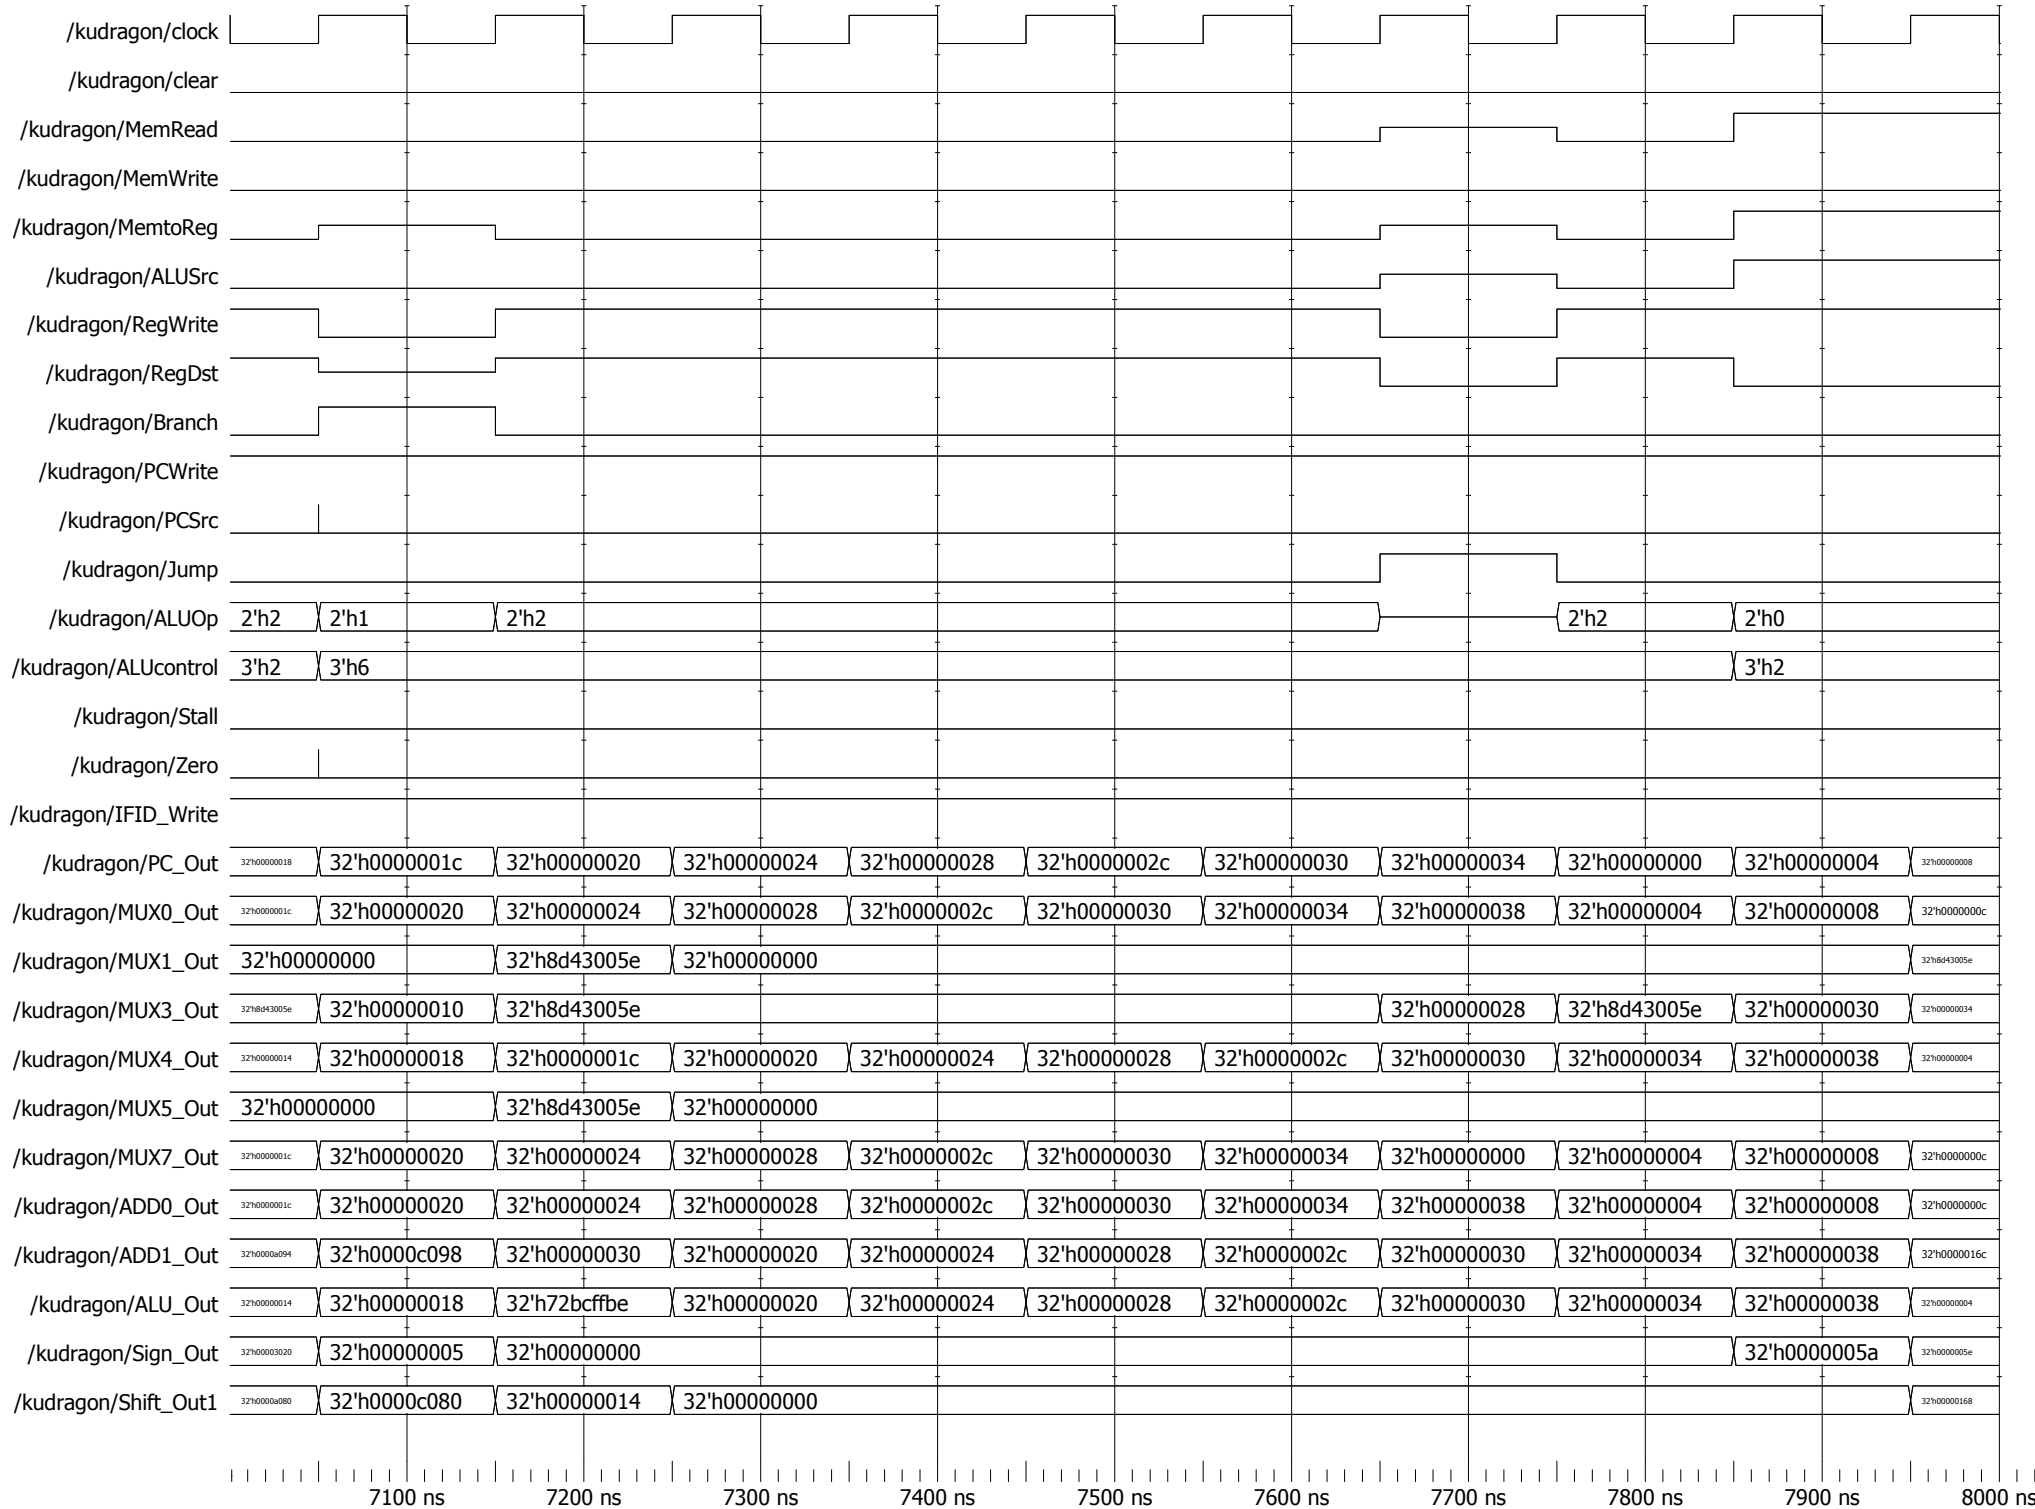 /kudragon/clock
/kudragon/clear
/kudragon/MemRead
/kudragon/MemWrite
/kudragon/MemtoReg
/kudragon/ALUSrc
/kudragon/RegWrite
/kudragon/RegDst
/kudragon/Branch
/kudragon/PCWrite
/kudragon/PCSrc
/kudragon/Jump
/kudragon/ALUOp 2'h2 2'h1 2'h2 2'h2 2'h0
/kudragon/ALUcontrol 3'h2 3'h6 3'h2
/kudragon/Stall
/kudragon/Zero
/kudragon/IFID_Write
/kudragon/PC_Out 32'h00000018 32'h0000001c 32'h00000020 32'h00000024 32'h00000028 32'h0000002c 32'h00000030 32'h00000034 32'h00000000 32'h00000004 32'h00000008
/kudragon/MUX0_Out 32'h0000001c 32'h00000020 32'h00000024 32'h00000028 32'h0000002c 32'h00000030 32'h00000034 32'h00000038 32'h00000004 32'h00000008 32'h0000000c
/kudragon/MUX1_Out 32'h00000000 32'h8d43005e 32'h00000000 32'h8d43005e
/kudragon/MUX3_Out 32'h8d43005e 32'h00000010 32'h8d43005e 32'h00000028 32'h8d43005e 32'h00000030 32'h00000034
/kudragon/MUX4_Out 32'h00000014 32'h00000018 32'h0000001c 32'h00000020 32'h00000024 32'h00000028 32'h0000002c 32'h00000030 32'h00000034 32'h00000038 32'h00000004
/kudragon/MUX5_Out 32'h00000000 32'h8d43005e 32'h00000000
/kudragon/MUX7_Out 32'h0000001c 32'h00000020 32'h00000024 32'h00000028 32'h0000002c 32'h00000030 32'h00000034 32'h00000000 32'h00000004 32'h00000008 32'h0000000c
/kudragon/ADD0_Out 32'h0000001c 32'h00000020 32'h00000024 32'h00000028 32'h0000002c 32'h00000030 32'h00000034 32'h00000038 32'h00000004 32'h00000008 32'h0000000c
/kudragon/ADD1_Out 32'h0000a094 32'h0000c098 32'h00000030 32'h00000020 32'h00000024 32'h00000028 32'h0000002c 32'h00000030 32'h00000034 32'h00000038 32'h0000016c
/kudragon/ALU_Out 32'h00000014 32'h00000018 32'h72bcffbe 32'h00000020 32'h00000024 32'h00000028 32'h0000002c 32'h00000030 32'h00000034 32'h00000038 32'h00000004
/kudragon/Sign_Out 32'h00003020 32'h00000005 32'h00000000 32'h0000005a 32'h0000005e
/kudragon/Shift_Out1 32'h0000a080 32'h0000c080 32'h00000014 32'h00000000 32'h00000168
7100 ns 7200 ns 7300 ns 7400 ns 7500 ns 7600 ns 7700 ns 7800 ns 7900 ns 8000 ns